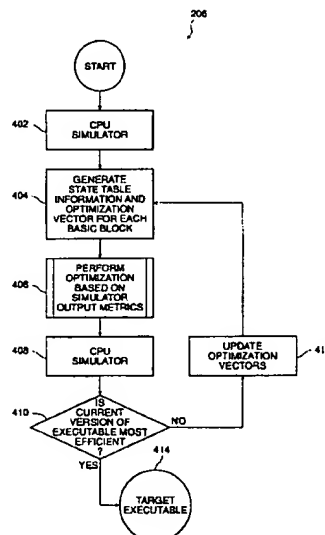 206
START
402
CPU
SIMULATOR
404
GENERATE
STATE TABLE
INFORMATION AND
OPTIMIZATION
VECTOR FOR EACH
BASIC BLOCK
406
PERFORM
OPTIMIZATION
BASED ON
SIMULATOR
OUTPUT METRICS
408
CPU
SIMULATOR
UPDATE
OPTIMIZATION
VECTORS
41
410
IS
CURRENT
VERSION OF
EXECUTABLE MOST
EFFICIENT
?
NO
YES
414
TARGET
EXECUTABLE